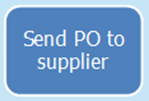 Send PO to
supplier